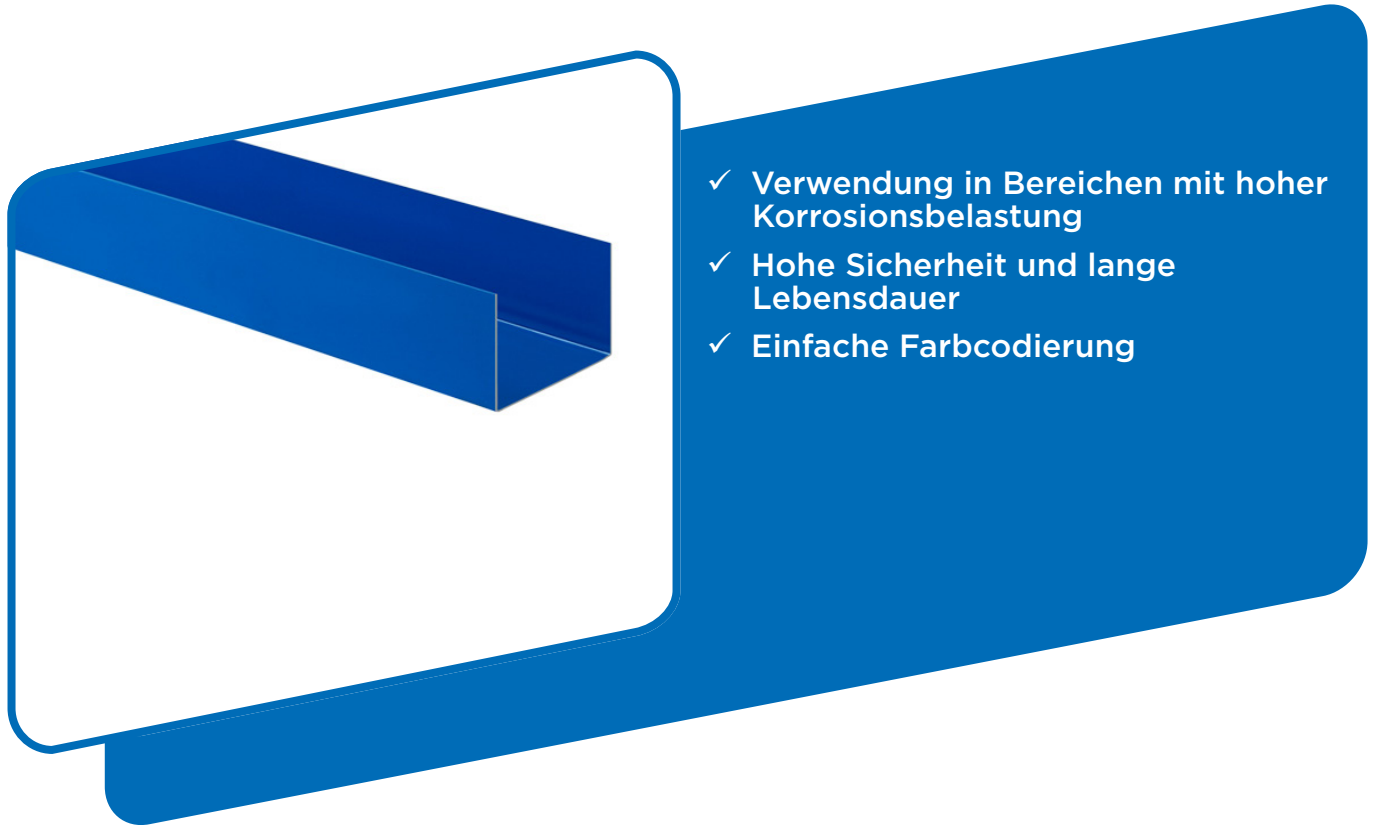 ✓ Verwendung in Bereichen mit hoher
Korrosionsbelastung
✓ Hohe Sicherheit und lange
Lebensdauer
✓ Einfache Farbcodierung